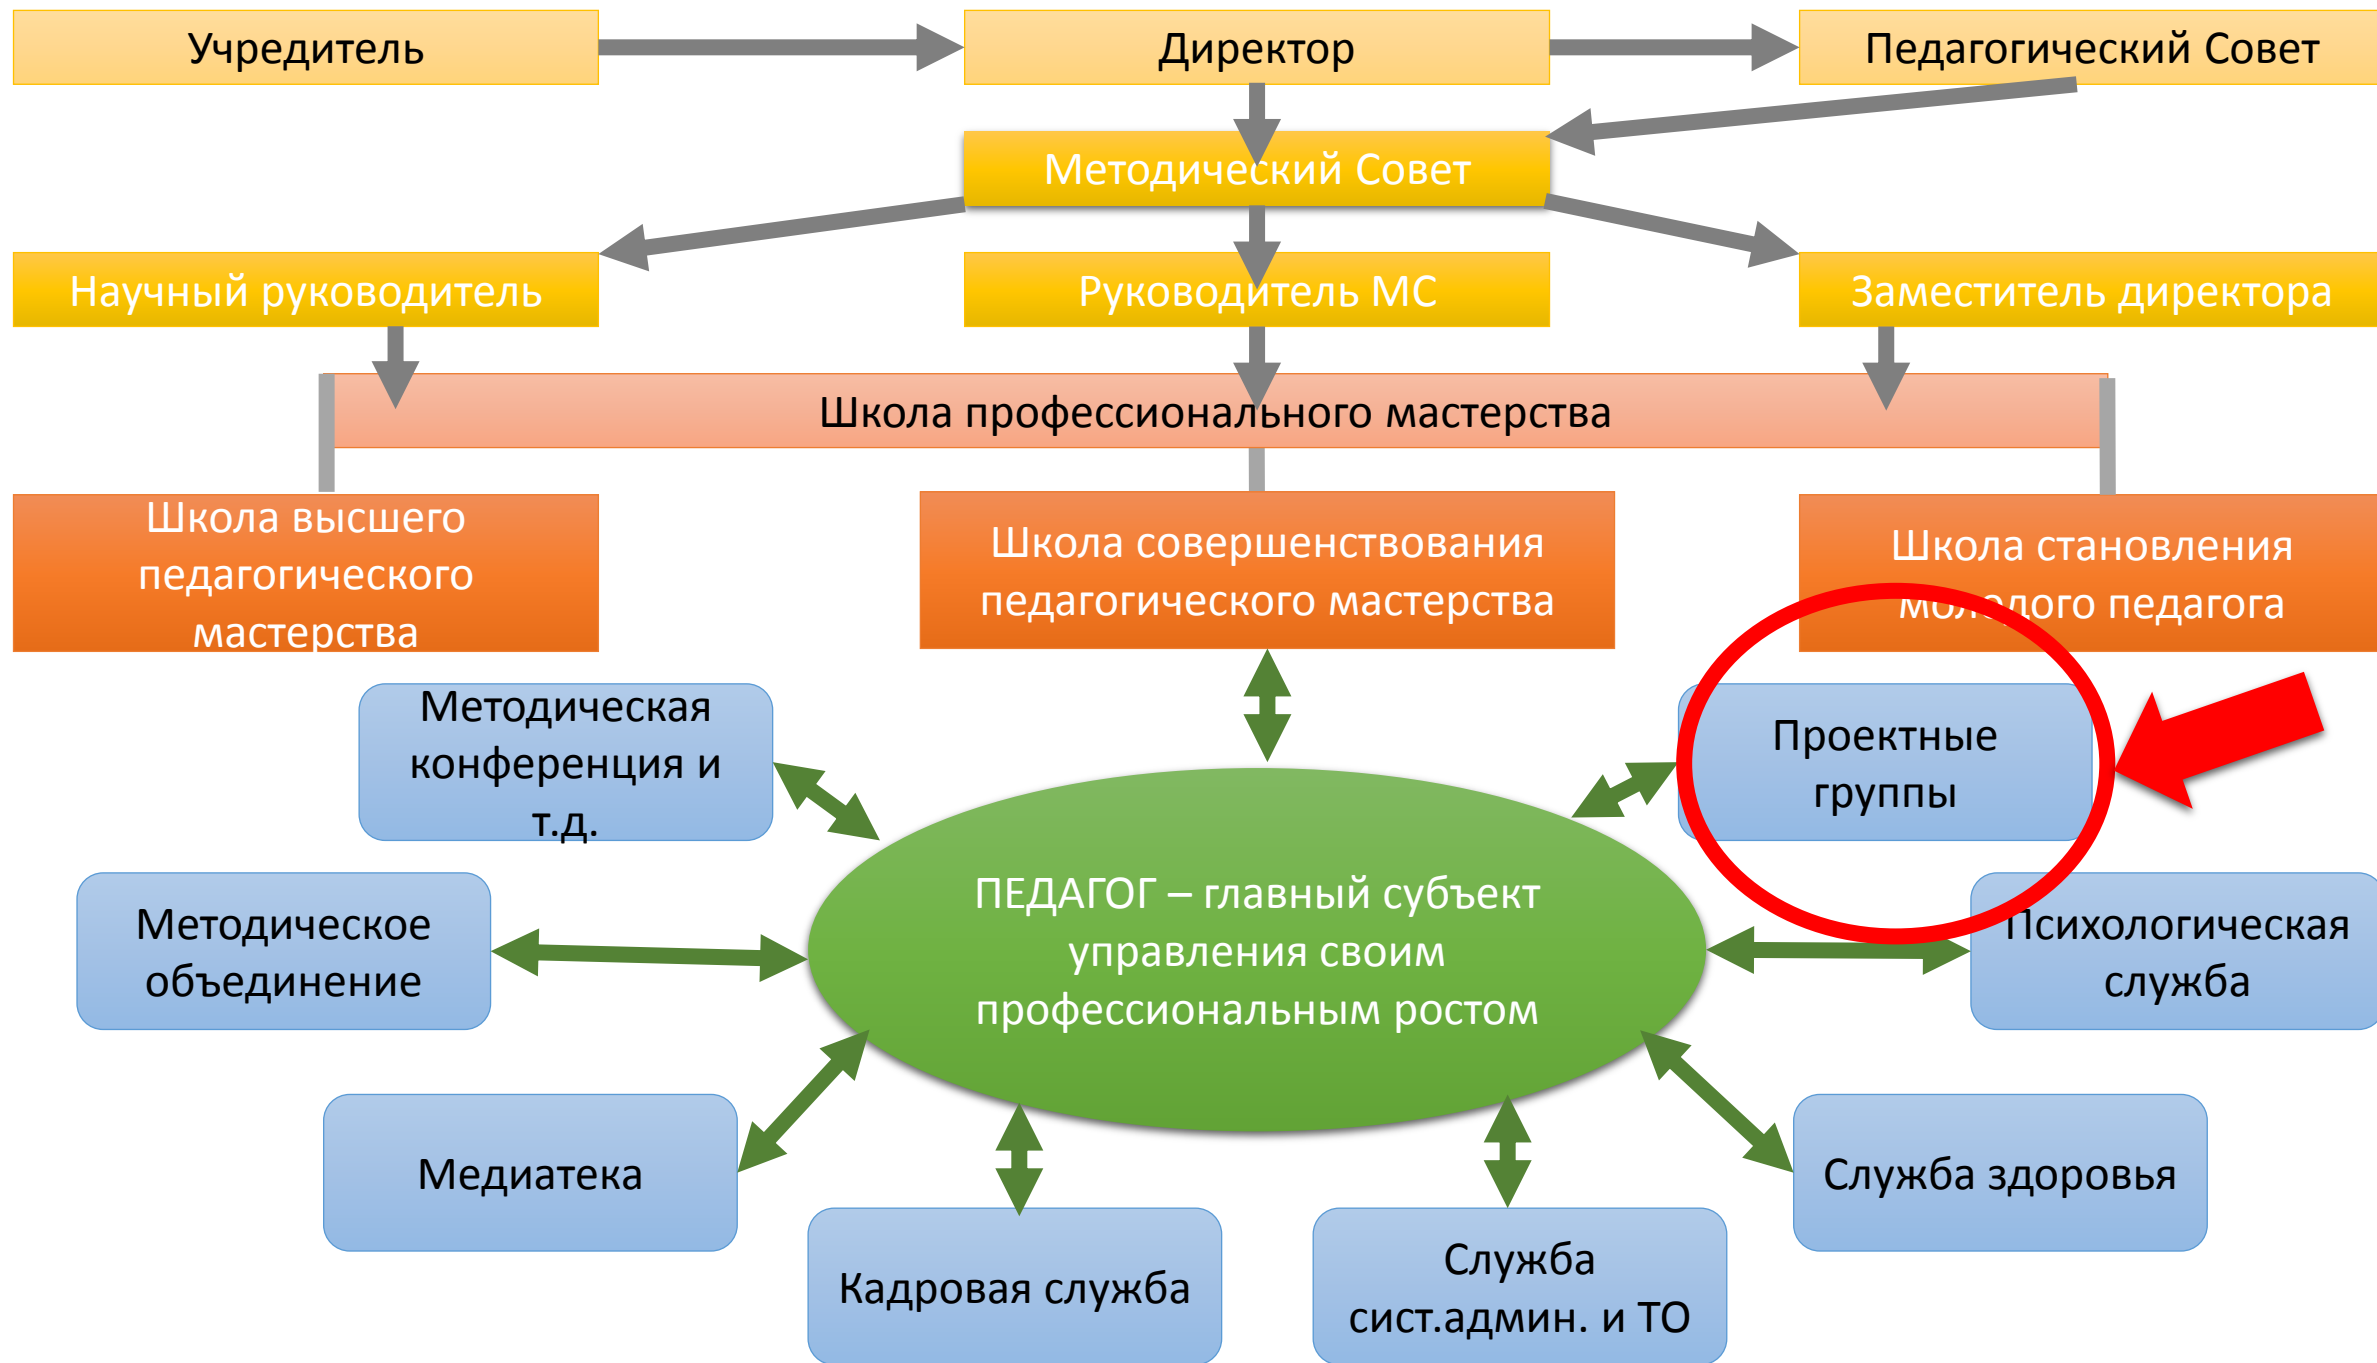 Учредитель
Директор
Педагогический Совет
Методический Совет
Научный руководитель
Руководитель МС
Заместитель директора
Школа профессионального мастерства
Школа высшего
педагогического
мастерства
Школа совершенствования
педагогического мастерства
Школа становления
молодого педагога
Методическая
конференция и
т.д.
Проектные
группы
ПЕДАГОГ – главный субъект
управления своим
профессиональным ростом
Методическое
объединение
Психологическая
служба
Медиатека
Служба здоровья
Кадровая служба
Служба
сист.админ. и ТО